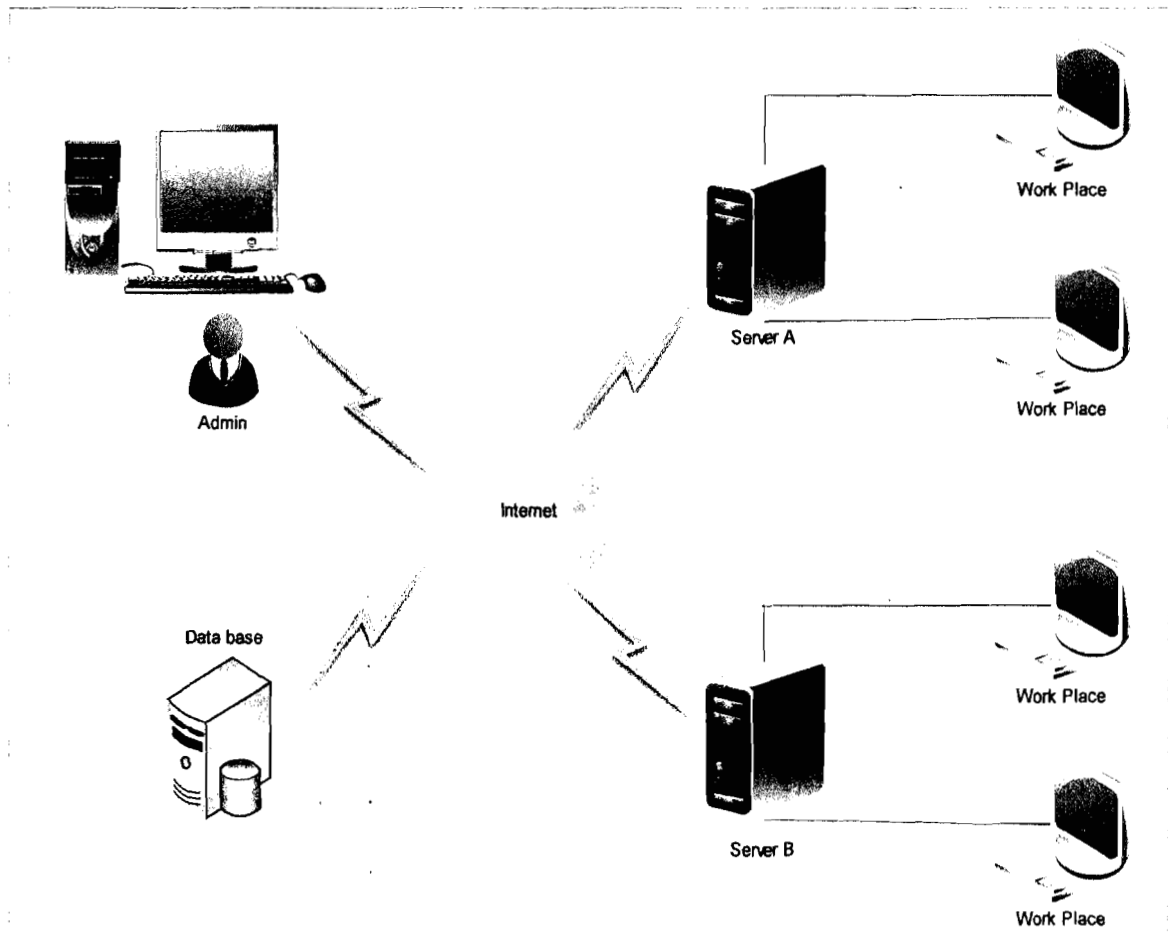 Work Place
Server A
Work Place
Admin
Internet
Data base
Work Place
Server B
Work Place